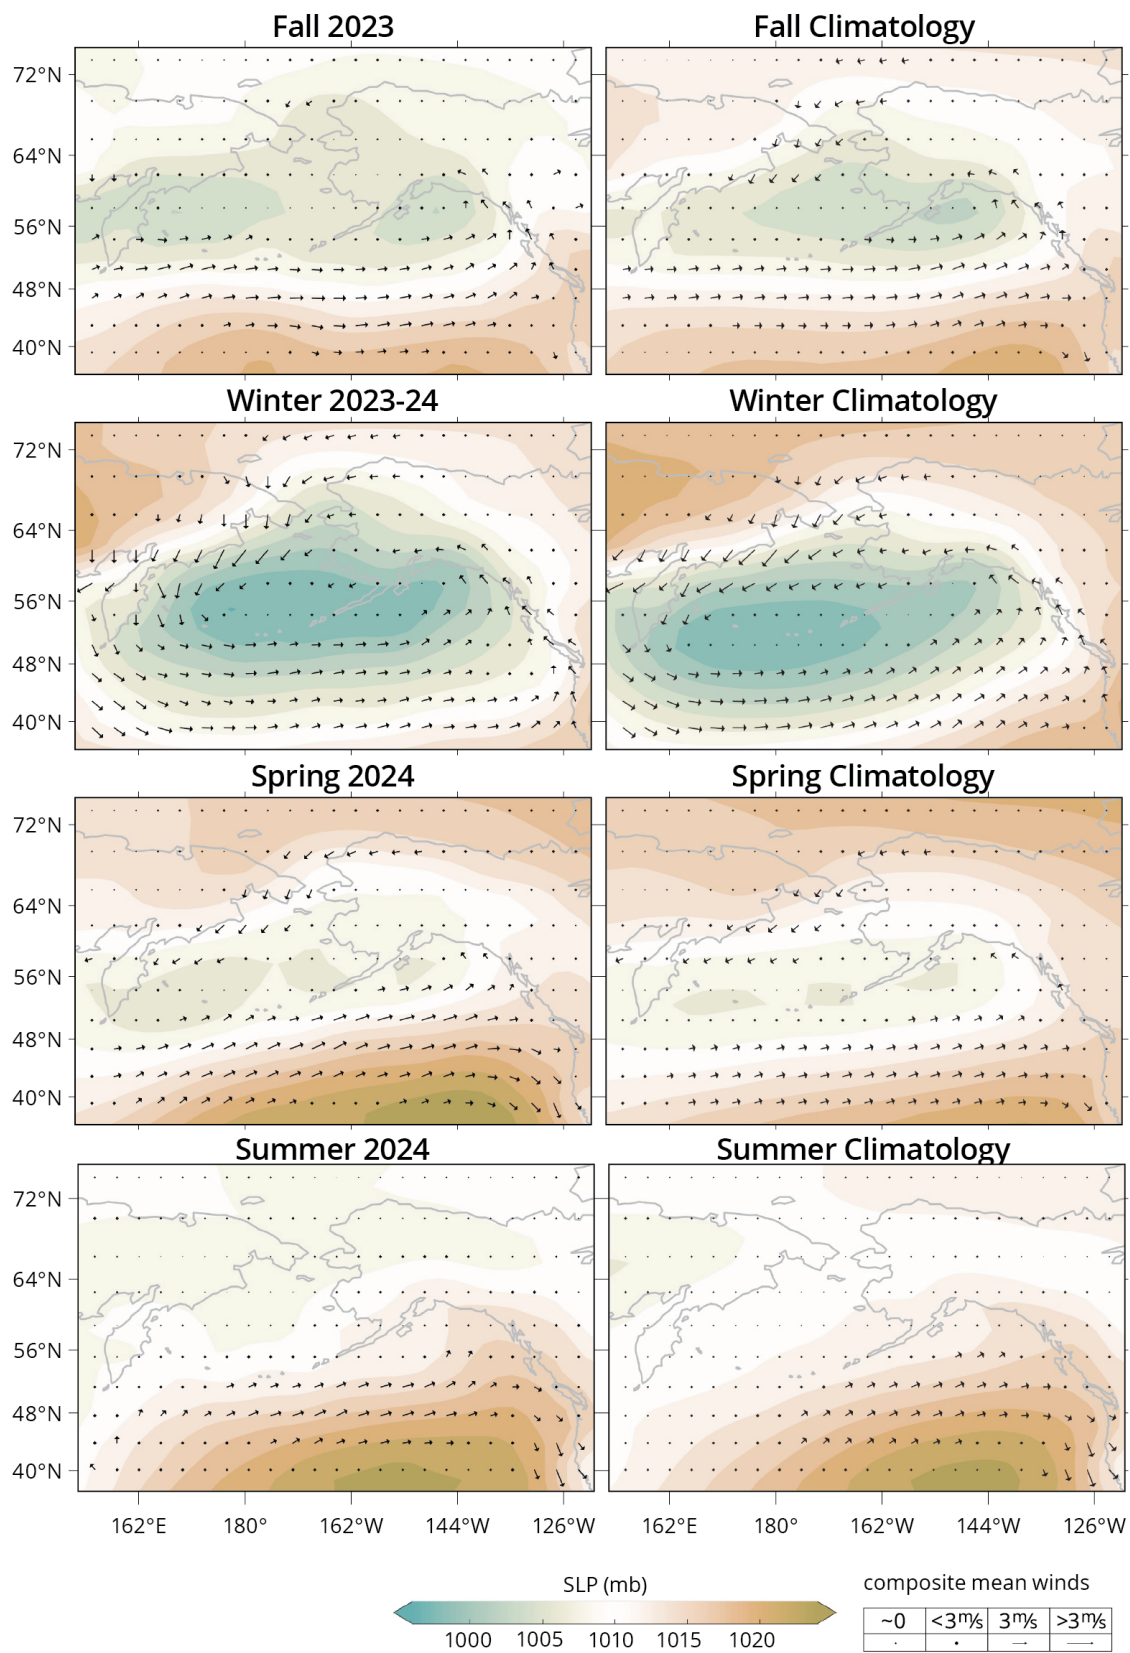 Fall 2023 Fall Climatology
72°N
64°N
56°N
48°N
40°N
Winter 2023-24 Winter Climatology
72°N
64°N
56°N
48°N
40°N
Spring 2024 Spring Climatology
72°N
64°N
56°N
48°N
40°N
Summer 2024 Summer Climatology
72°N
64°N
56°N
48°N
40°N
162°E 180° 162°W 144°W 126°W 162°E 180° 162°W 144°W 126°W
SLP (mb)
1000 1005 1010 1015 1020
composite mean winds
~0 <3m/s 3m/s >3m/s